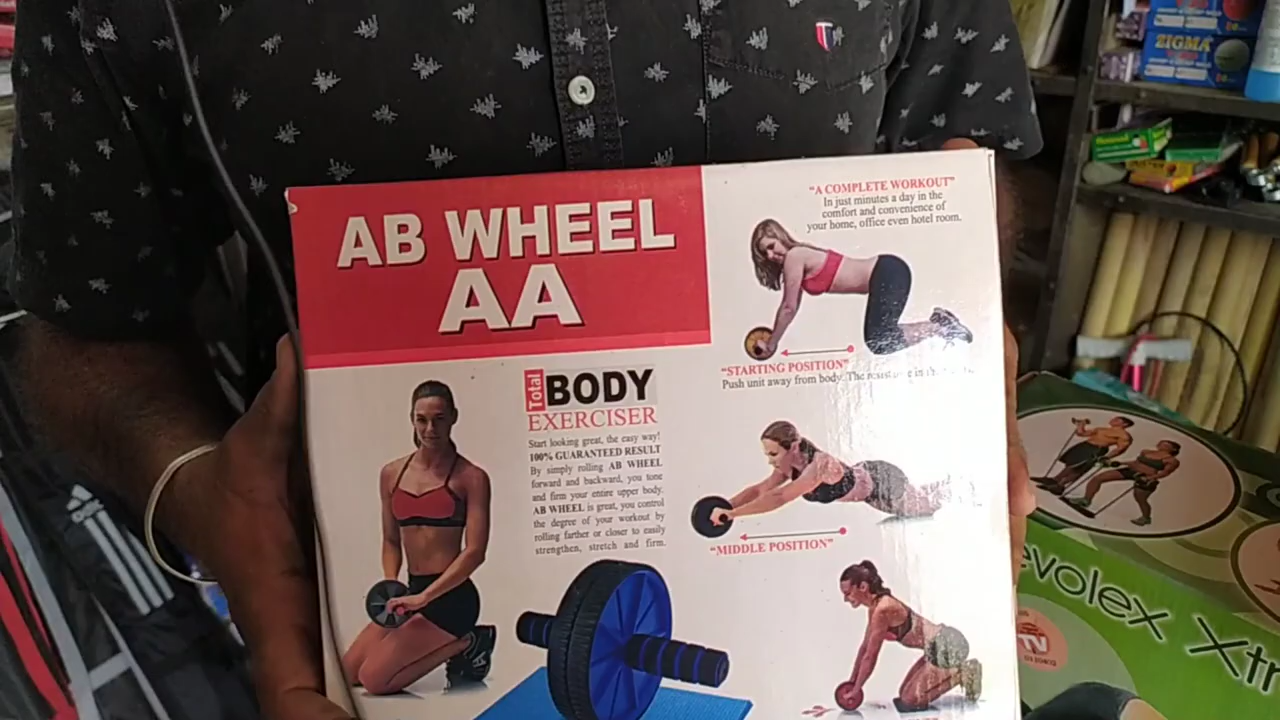 AB WHEEL
AA
"A COMPLETE WORKOUT"
In just minutes a day in the
comfort and convenience of
your home, office even hotel room.
"STARTING POSITION"
Push unit away from body. The
Total
BODY
EXERCISER
Start looking great, the easy way!
100% GUARANTEED RESULT
By simply rolling AB WHEEL
forward and backward, you tone
and firm your entire upper body.
AB WHEEL is great, you control
the degree of your workout by
rolling farther or closer to easily
strengthen, stretch and firm.
"MIDDLE POSITION"
ZIGMA
evolex Xtr
adidas